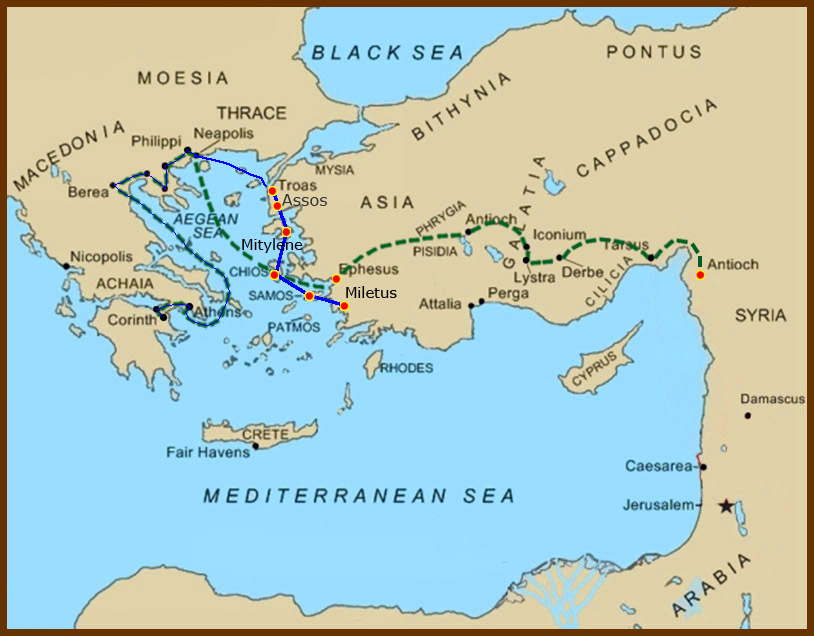 BLACK SEA
PONTUS
MOESIA
BITHYNIA
THRACE
CAPPADOCIA
MACEDONIA
Philippi
Neapolis
MYSIA
Berea
Troas
Assos
ASIA
GALATIA
PHRYGIA
Antioch
AEGEAN
SEA
Mitylene
PISIDIA
Iconium
Tarsus
Nicopolis
CHIOS
Ephesus
Lystra
Derbe
Antioch
CILICIA
ACHAIA
SAMOS
Miletus
Attalia
Perga
Corinth
Athens
PATMOS
SYRIA
RHODES
CYPRUS
Damascus
CRETE
Fair Havens
Caesarea
MEDITERRANEAN SEA
Jerusalem
ARABIA